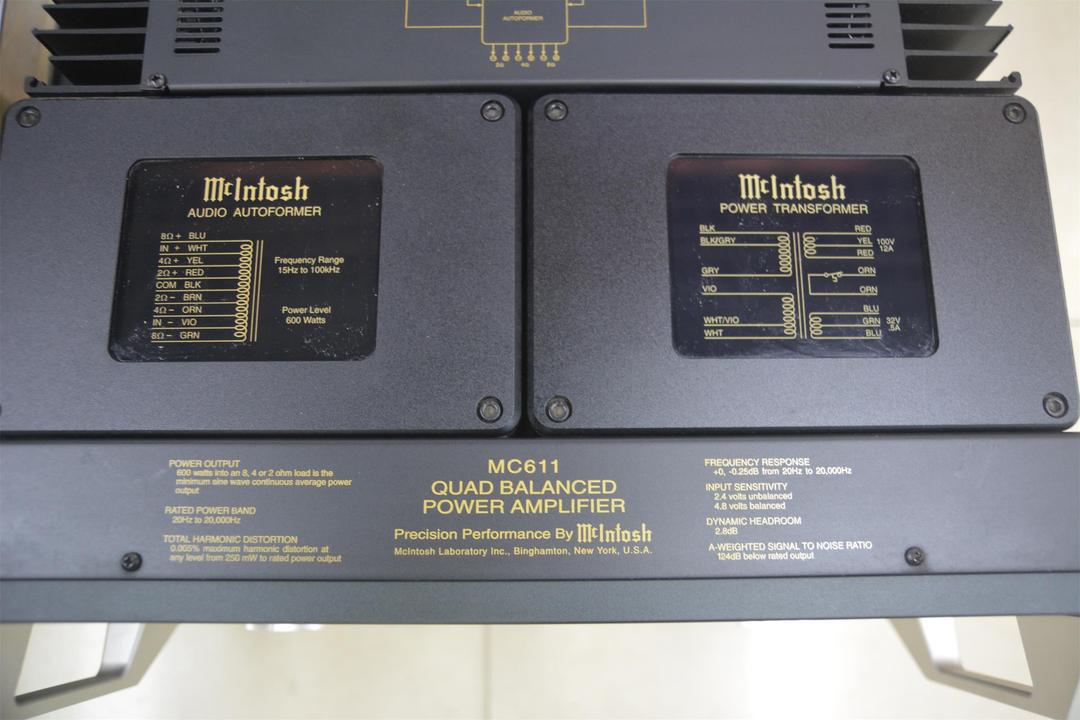 AUDIO
AUTOFORMER
2Ω 4Ω 8Ω
McIntosh
AUDIO AUTOFORMER
8Ω + BLU
IN + WHT
4Ω + YEL
2Ω + RED
COM BLK
2Ω – BRN
4Ω – ORN
IN – VIO
8Ω – GRN
Frequency Range
15Hz to 100kHz
Power Level
600 Watts
McIntosh
POWER TRANSFORMER
BLK
BLK/GRY
GRY
VIO
WHT/VIO
WHT
RED
YEL
RED
100V
12A
ORN
ORN
BLU
GRN
BLU
32V
.5A
POWER OUTPUT
600 watts into an 8, 4 or 2 ohm load is the
minimum sine wave continuous average power
output
RATED POWER BAND
20Hz to 20,000Hz
TOTAL HARMONIC DISTORTION
0.005% maximum harmonic distortion at
any level from 250 mW to rated power output
MC611
QUAD BALANCED
POWER AMPLIFIER
Precision Performance By McIntosh
McIntosh Laboratory Inc., Binghamton, New York, U.S.A.
FREQUENCY RESPONSE
+0, -0.25dB from 20Hz to 20,000Hz
INPUT SENSITIVITY
2.4 volts unbalanced
4.8 volts balanced
DYNAMIC HEADROOM
2.8dB
A-WEIGHTED SIGNAL TO NOISE RATIO
124dB below rated output